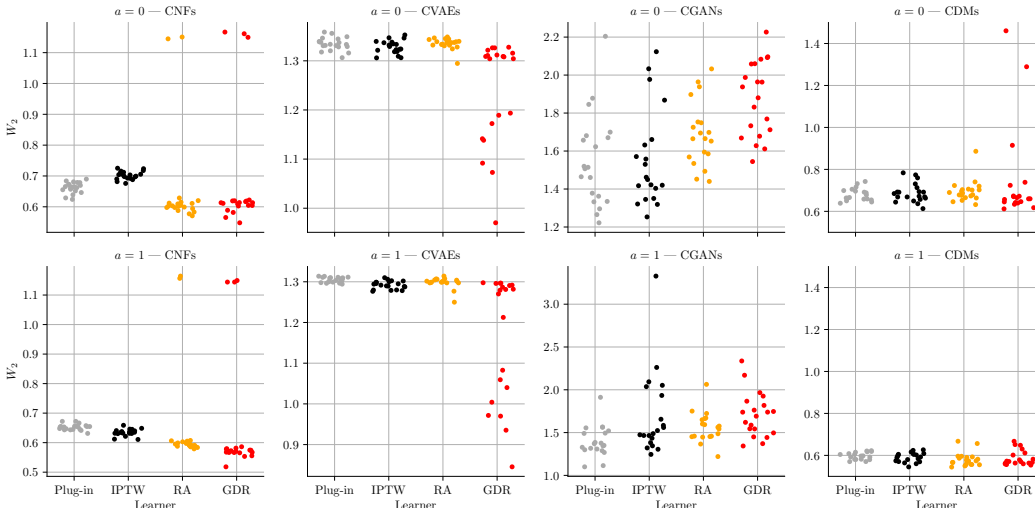 a = 0 — CNFs
a = 0 — CVAEs
a = 0 — CGANs
a = 0 — CDMs
W₂
1.1
1.0
0.9
0.8
0.7
0.6
1.3
1.2
1.1
1.0
2.2
2.0
1.8
1.6
1.4
1.2
1.4
1.2
1.0
0.8
0.6
a = 1 — CNFs
a = 1 — CVAEs
a = 1 — CGANs
a = 1 — CDMs
W₂
1.1
1.0
0.9
0.8
0.7
0.6
0.5
1.3
1.2
1.1
1.0
0.9
3.0
2.5
2.0
1.5
1.0
1.4
1.2
1.0
0.8
0.6
Plug-in IPTW RA GDR
Learner
Plug-in IPTW RA GDR
Learner
Plug-in IPTW RA GDR
Learner
Plug-in IPTW RA GDR
Learner